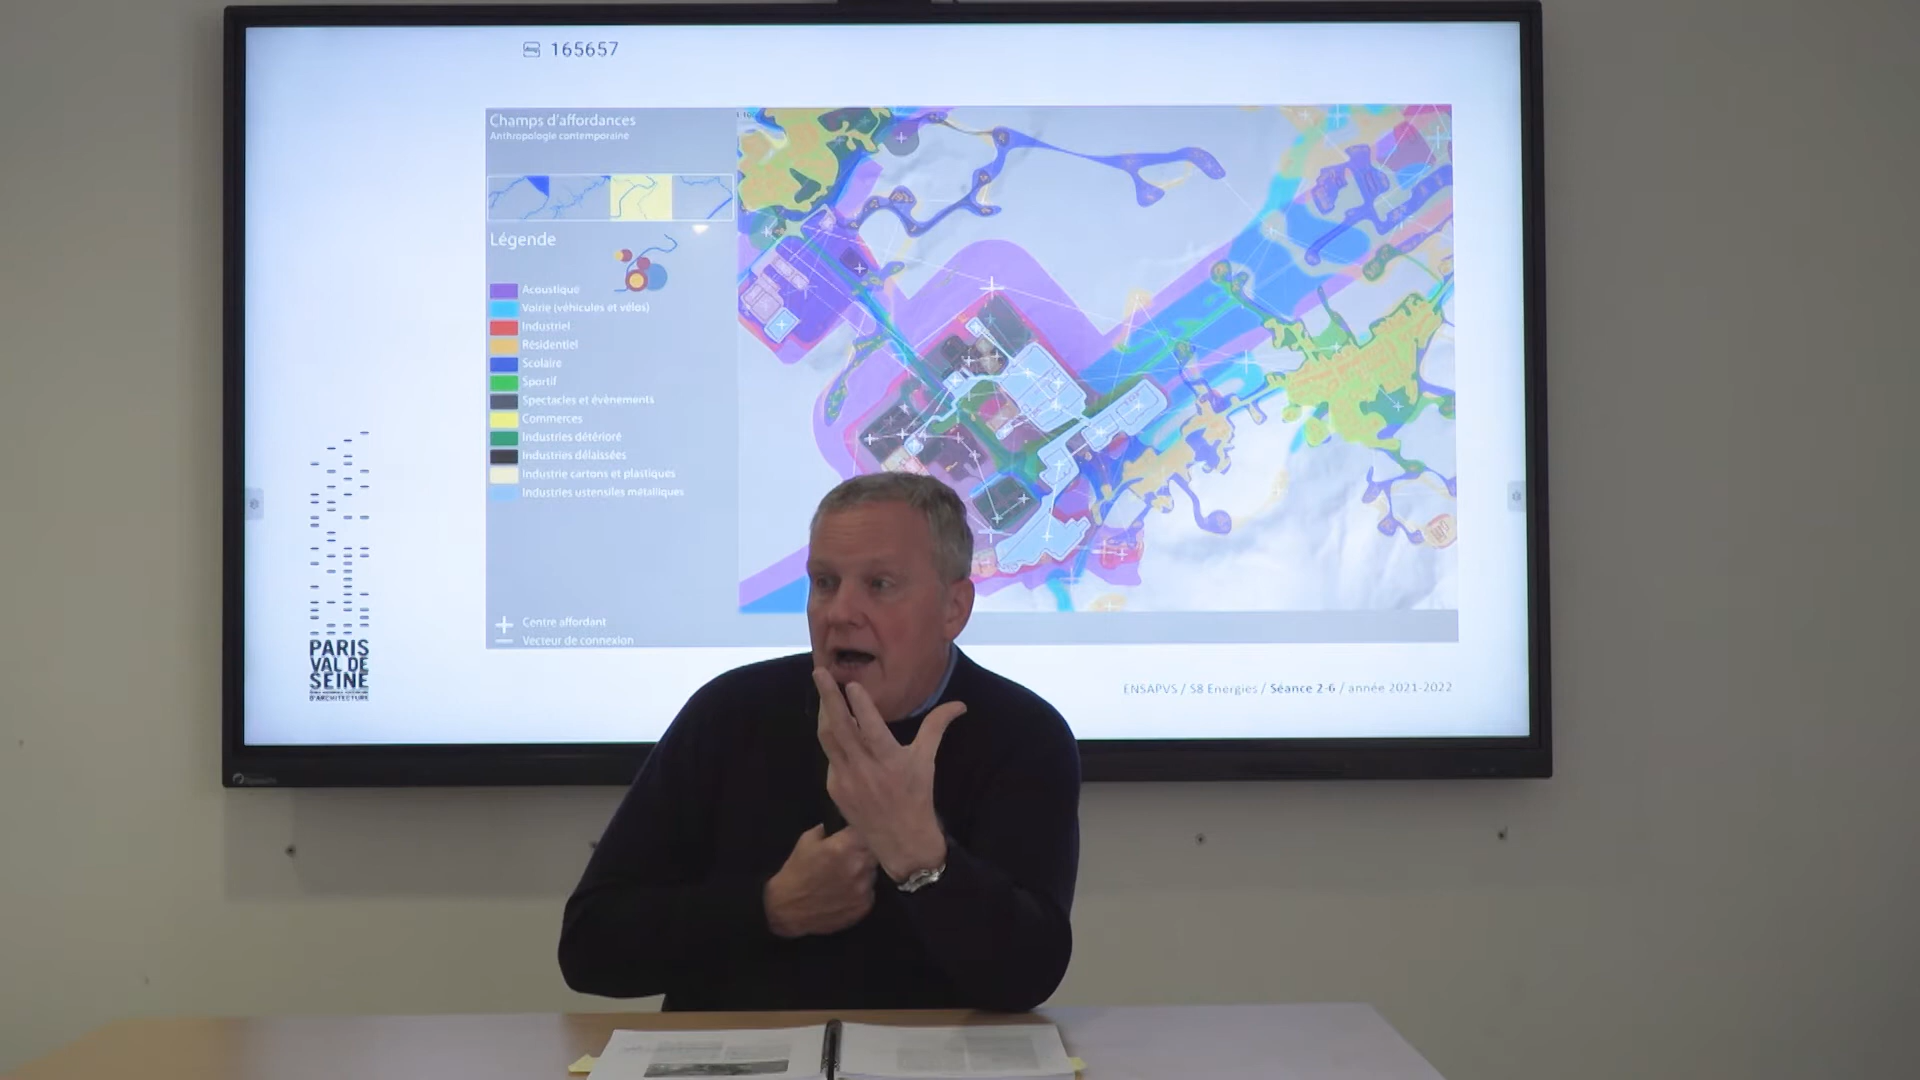 165657
Champs d'affordances
Anthropologie contemporaine
Légende
Acoustique
Voirie (véhicules et vélos)
Industriel
Résidentiel
Scolaire
Sportif
Spectacles et évènements
Commerces
Industries détérioré
Industries délaissées
Industrie cartons et plastiques
Industries ustensiles métalliques
Centre affordant
Vecteur de connexion
PARIS
VAL DE
SEINE
D'ARCHITECTURE
ENSAPVS / S8 Energies / Séance 2-6 / année 2021-2022